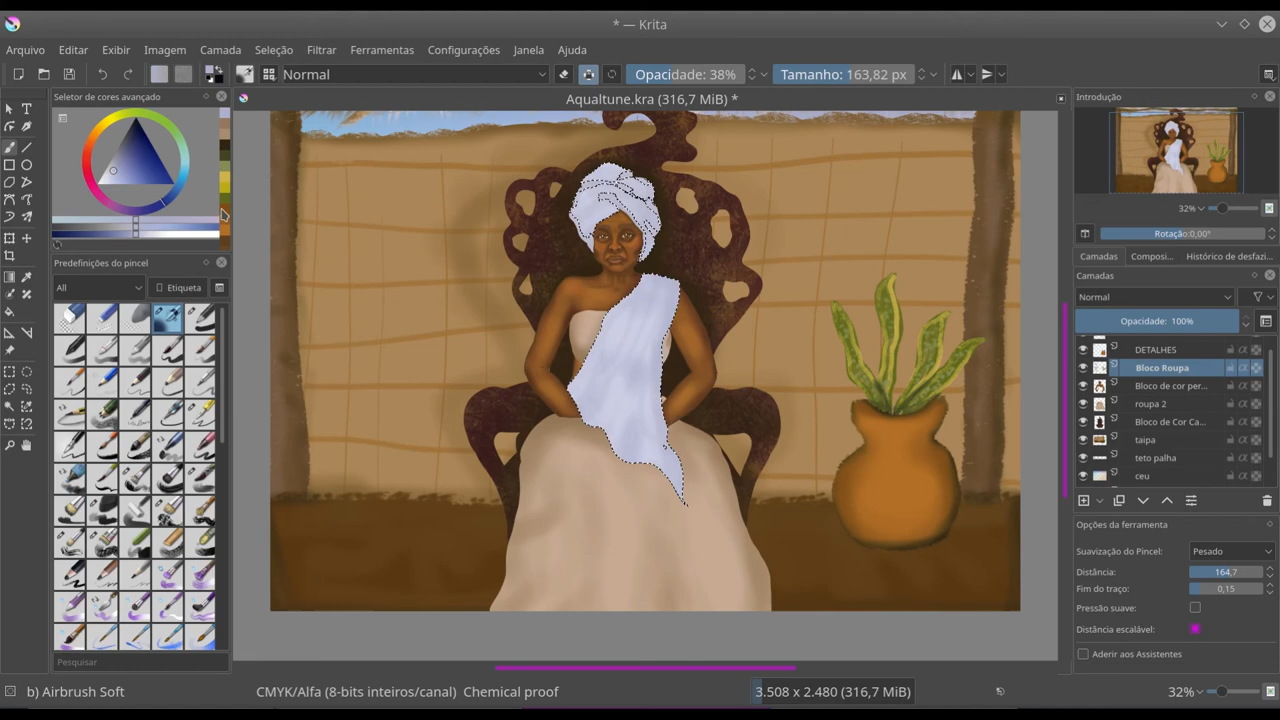 * — Krita
Arquivo Editar Exibir Imagem Camada Seleção Filtrar Ferramentas Configurações Janela Ajuda
Normal Opacidade: 38% Tamanho: 163,82 px
Seletor de cores avançado
Aqualtune.kra (316,7 MiB) *
Introdução
32%
Rotação:0,00°
Camadas Composi... Histórico de desfazi...
Predefinições do pincel
Camadas
All Etiqueta
Normal
Opacidade: 100%
DETALHES
Bloco Roupa
Bloco de cor per...
roupa 2
Bloco de Cor Ca...
taipa
teto palha
ceu
Opções da ferramenta
Suavização do Pincel: Pesado
Distância: 164,7
Fim do traço: 0,15
Pressão suave:
Distância escalável:
Aderir aos Assistentes
Pesquisar
b) Airbrush Soft CMYK/Alfa (8-bits inteiros/canal) Chemical proof 3.508 x 2.480 (316,7 MiB) 32%